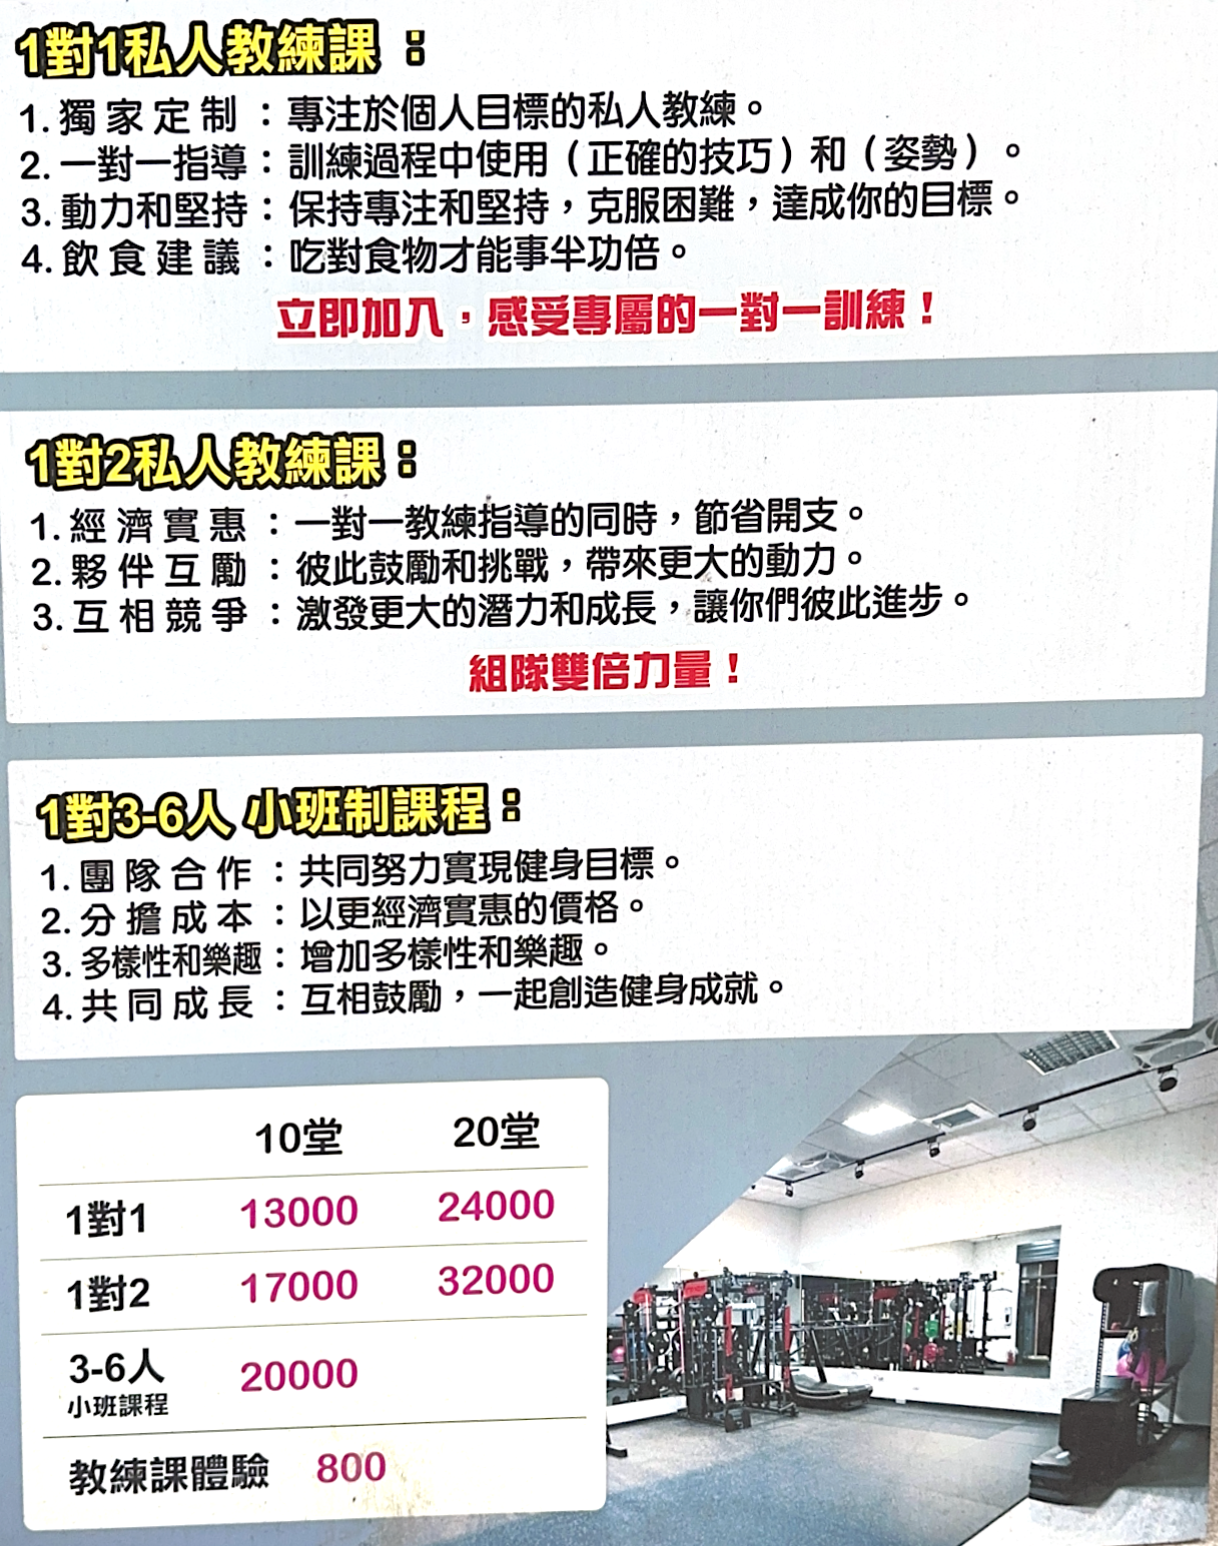 1對1私人教練課：
1. 獨家定制：專注於個人目標的私人教練。
2. 一對一指導：訓練過程中使用（正確的技巧）和（姿勢）。
3. 動力和堅持：保持專注和堅持，克服困難，達成你的目標。
4. 飲食建議：吃對食物才能事半功倍。
立即加入，感受專屬的一對一訓練！
1對2私人教練課：
1. 經濟實惠：一對一教練指導的同時，節省開支。
2. 夥伴互勵：彼此鼓勵和挑戰，帶來更大的動力。
3. 互相競爭：激發更大的潛力和成長，讓你們彼此進步。
組隊雙倍力量！
1對3-6人 小班制課程：
1. 團隊合作：共同努力實現健身目標。
2. 分擔成本：以更經濟實惠的價格。
3. 多樣性和樂趣：增加多樣性和樂趣。
4. 共同成長：互相鼓勵，一起創造健身成就。
10堂 20堂
1對1 13000 24000
1對2 17000 32000
3-6人 20000
小班課程
教練課體驗 800